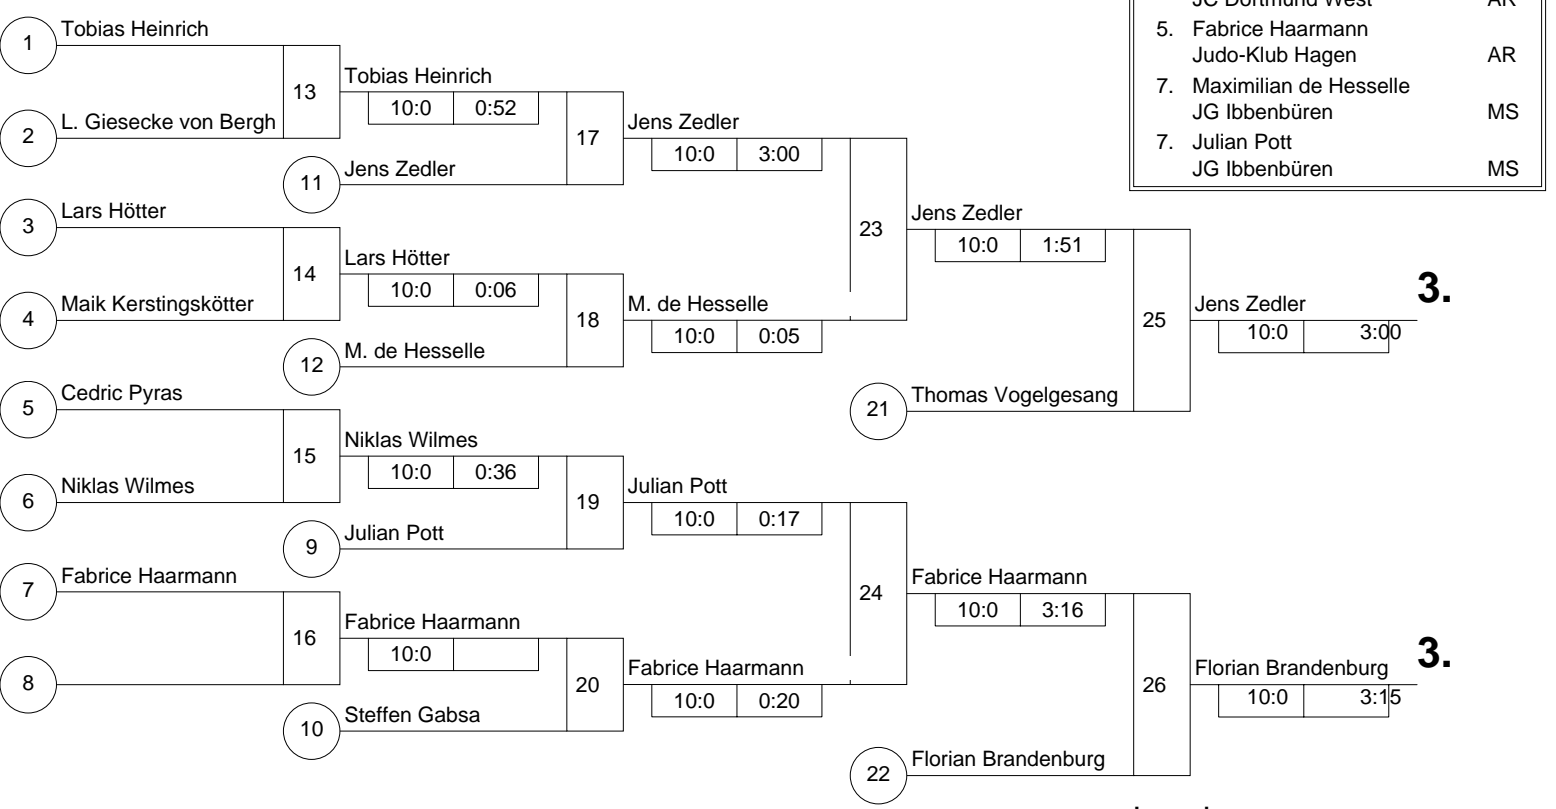 JC Dortmund West AR
5. Fabrice Haarmann
Judo-Klub Hagen AR
7. Maximilian de Hesselle
JG Ibbenbüren MS
7. Julian Pott
JG Ibbenbüren MS
1 Tobias Heinrich
13
Tobias Heinrich
10:0 0:52
2 L. Giesecke von Bergh
17
Jens Zedler
10:0 3:00
11 Jens Zedler
3 Lars Hötter
23
Jens Zedler
10:0 1:51
14
Lars Hötter
10:0 0:06
4 Maik Kerstingskötter
18
M. de Hesselle
10:0 0:05
25
Jens Zedler
3.
10:0 3:00
12 M. de Hesselle
5 Cedric Pyras
21 Thomas Vogelgesang
15
Niklas Wilmes
10:0 0:36
6 Niklas Wilmes
19
Julian Pott
10:0 0:17
9 Julian Pott
7 Fabrice Haarmann
24
Fabrice Haarmann
10:0 3:16
16
Fabrice Haarmann
10:0
8
20
Fabrice Haarmann
10:0 0:20
26
Florian Brandenburg
3.
10:0 3:15
10 Steffen Gabsa
22 Florian Brandenburg